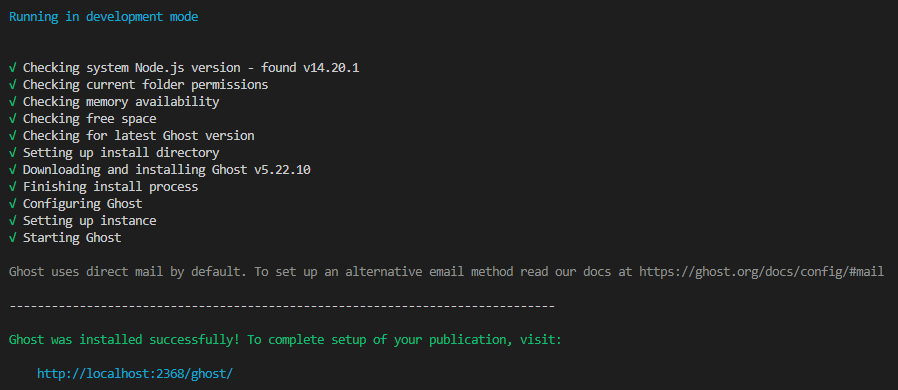 Running in development mode
√ Checking system Node.js version - found v14.20.1
√ Checking current folder permissions
√ Checking memory availability
√ Checking free space
√ Checking for latest Ghost version
√ Setting up install directory
√ Downloading and installing Ghost v5.22.10
√ Finishing install process
√ Configuring Ghost
√ Setting up instance
√ Starting Ghost
Ghost uses direct mail by default. To set up an alternative email method read our docs at https://ghost.org/docs/config/#mail
------------------------------------------------------------------------------
Ghost was installed successfully! To complete setup of your publication, visit:
http://localhost:2368/ghost/